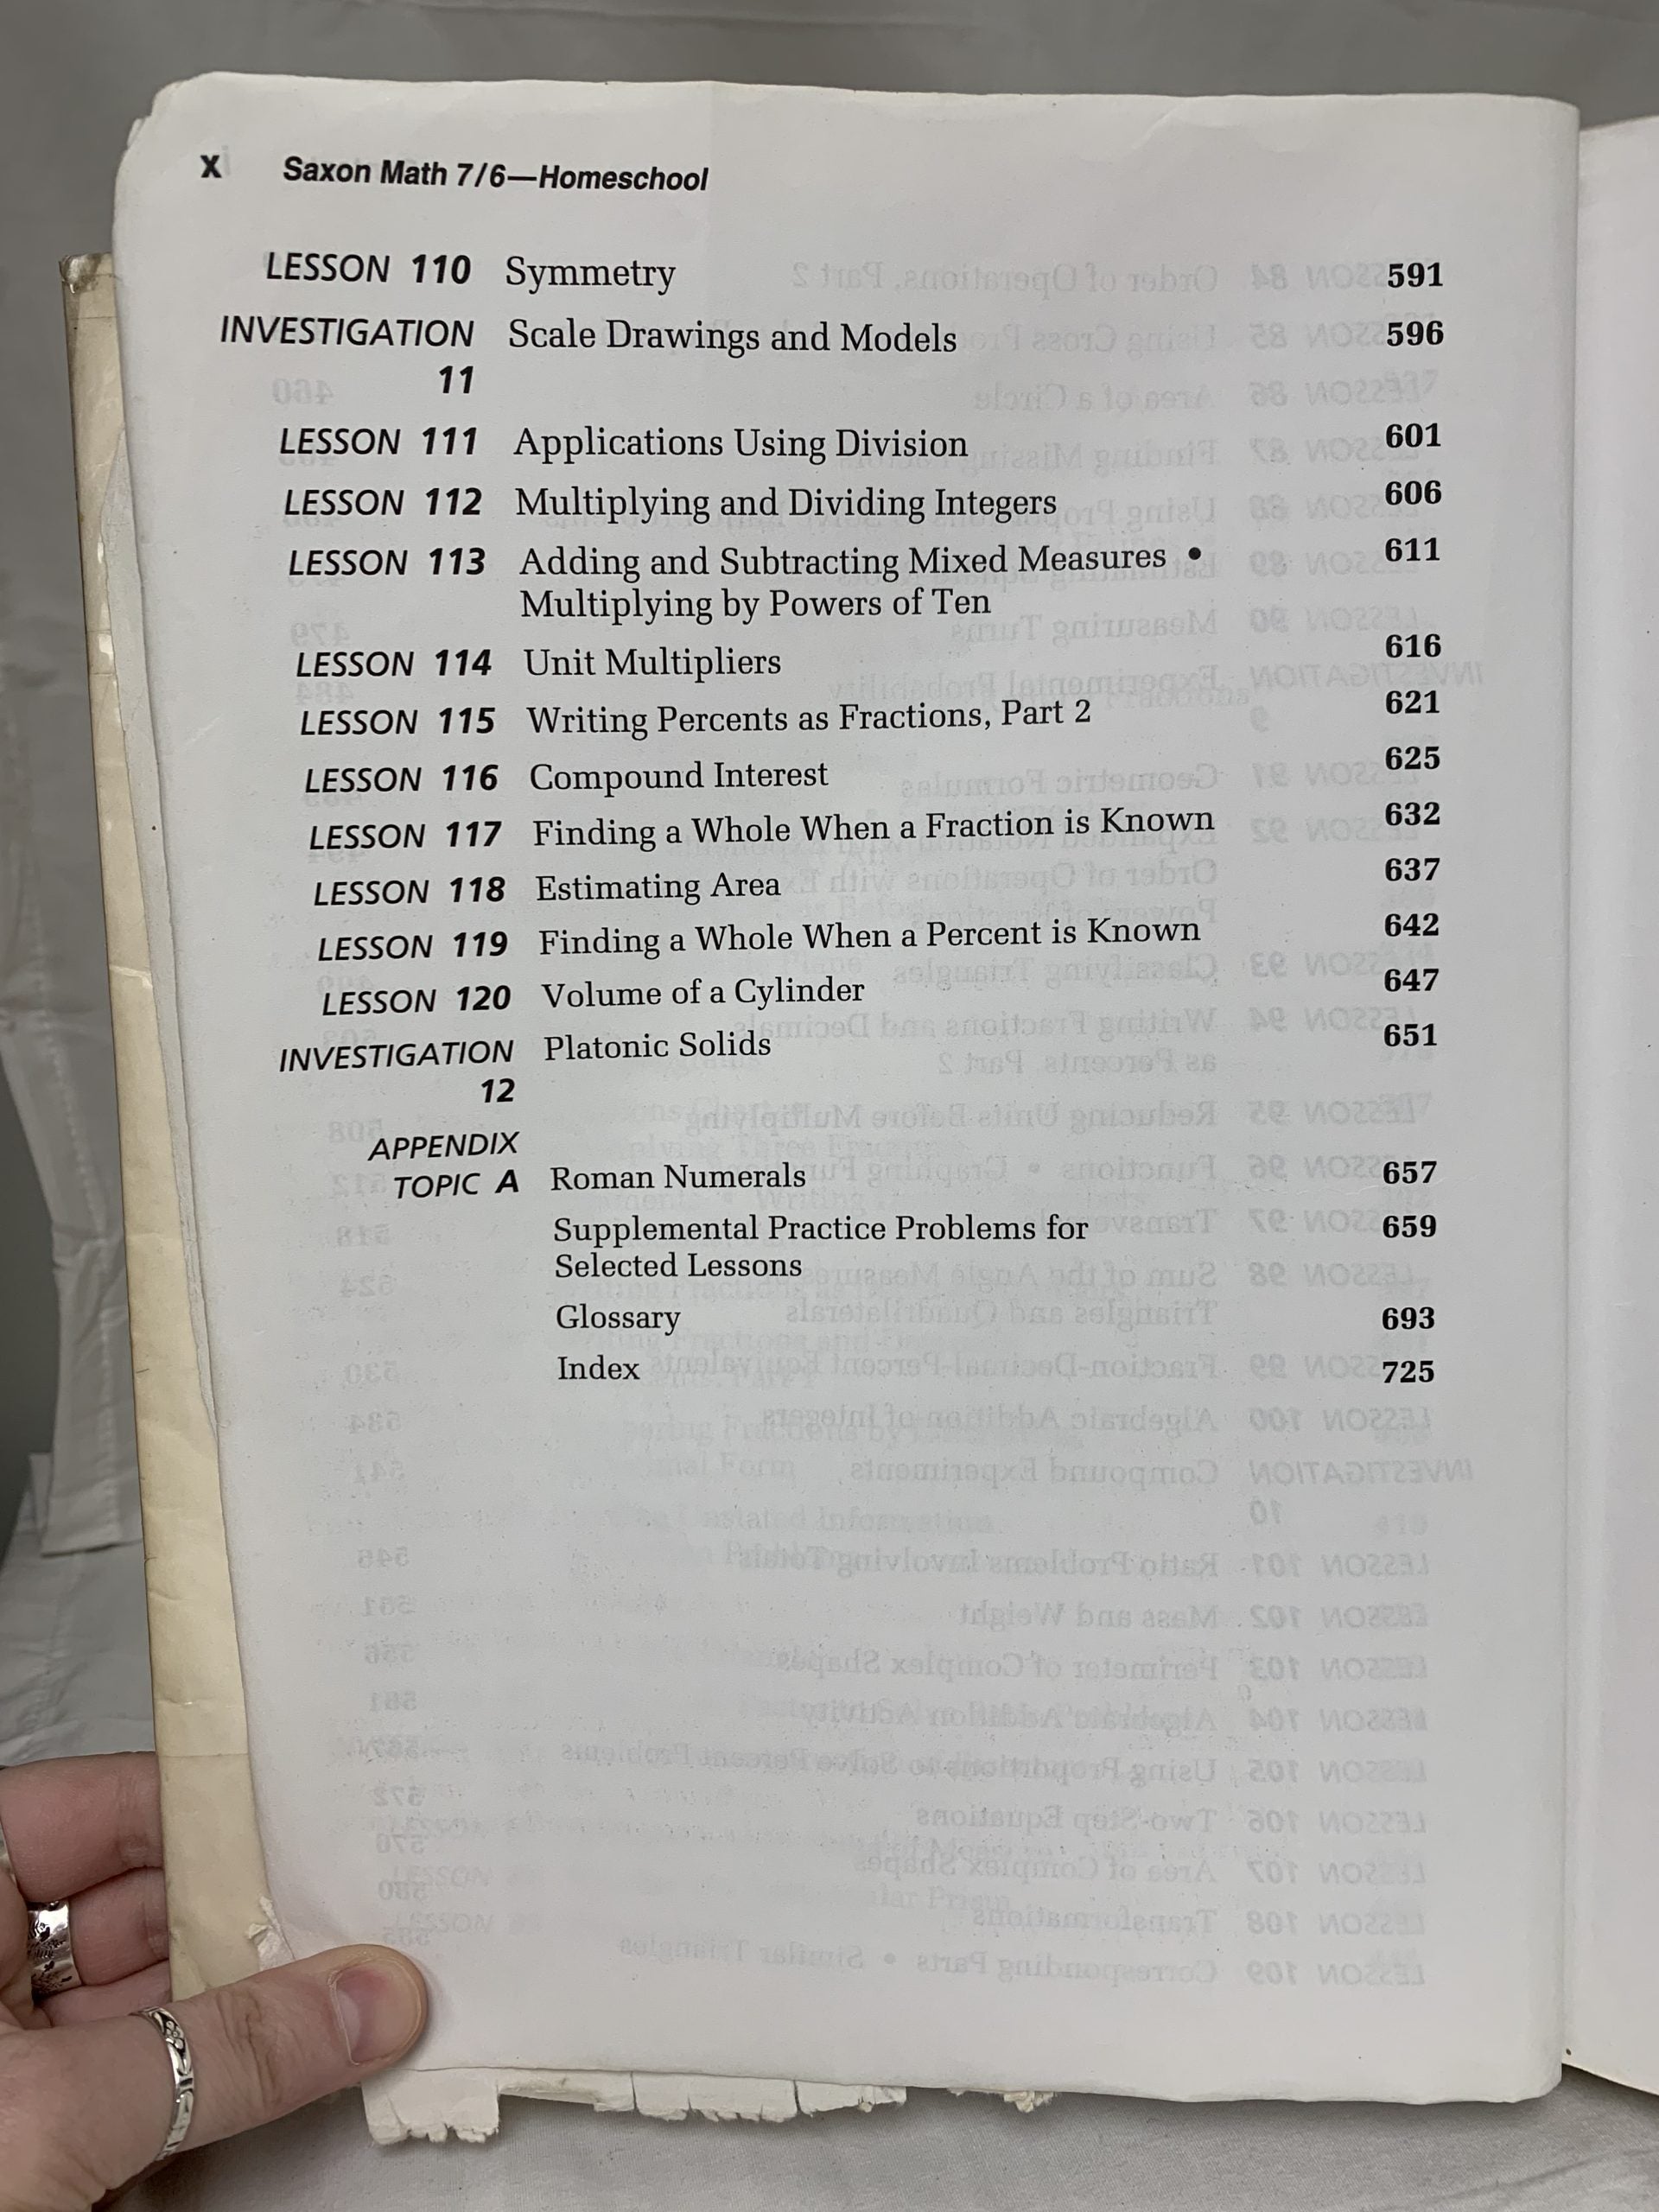 x Saxon Math 7/6—Homeschool
LESSON 110 Symmetry 591
INVESTIGATION Scale Drawings and Models 596
11
LESSON 111 Applications Using Division 601
LESSON 112 Multiplying and Dividing Integers 606
LESSON 113 Adding and Subtracting Mixed Measures • 611
Multiplying by Powers of Ten
LESSON 114 Unit Multipliers 616
LESSON 115 Writing Percents as Fractions, Part 2 621
LESSON 116 Compound Interest 625
LESSON 117 Finding a Whole When a Fraction is Known 632
LESSON 118 Estimating Area 637
LESSON 119 Finding a Whole When a Percent is Known 642
LESSON 120 Volume of a Cylinder 647
INVESTIGATION Platonic Solids 651
12
APPENDIX
TOPIC A Roman Numerals 657
Supplemental Practice Problems for 659
Selected Lessons
Glossary 693
Index 725